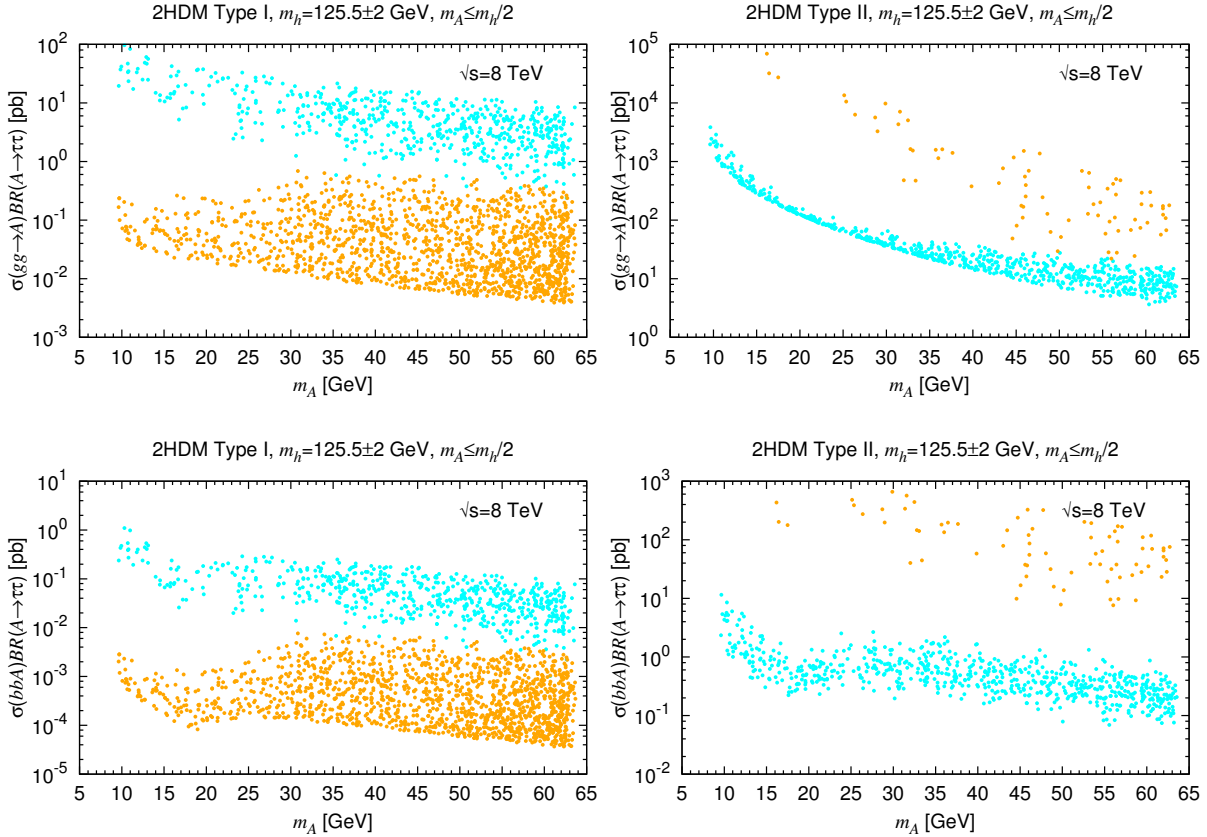 2HDM Type I, m_h=125.5±2 GeV, m_A≤m_h/2
σ(gg→A)BR(A→ττ) [pb]
√s=8 TeV
10^2
10^1
10^0
10^-1
10^-2
10^-3
5 10 15 20 25 30 35 40 45 50 55 60 65
m_A [GeV]
2HDM Type II, m_h=125.5±2 GeV, m_A≤m_h/2
σ(gg→A)BR(A→ττ) [pb]
√s=8 TeV
10^5
10^4
10^3
10^2
10^1
10^0
5 10 15 20 25 30 35 40 45 50 55 60 65
m_A [GeV]
2HDM Type I, m_h=125.5±2 GeV, m_A≤m_h/2
σ(bbA)BR(A→ττ) [pb]
√s=8 TeV
10^1
10^0
10^-1
10^-2
10^-3
10^-4
10^-5
5 10 15 20 25 30 35 40 45 50 55 60 65
m_A [GeV]
2HDM Type II, m_h=125.5±2 GeV, m_A≤m_h/2
σ(bbA)BR(A→ττ) [pb]
√s=8 TeV
10^3
10^2
10^1
10^0
10^-1
10^-2
5 10 15 20 25 30 35 40 45 50 55 60 65
m_A [GeV]